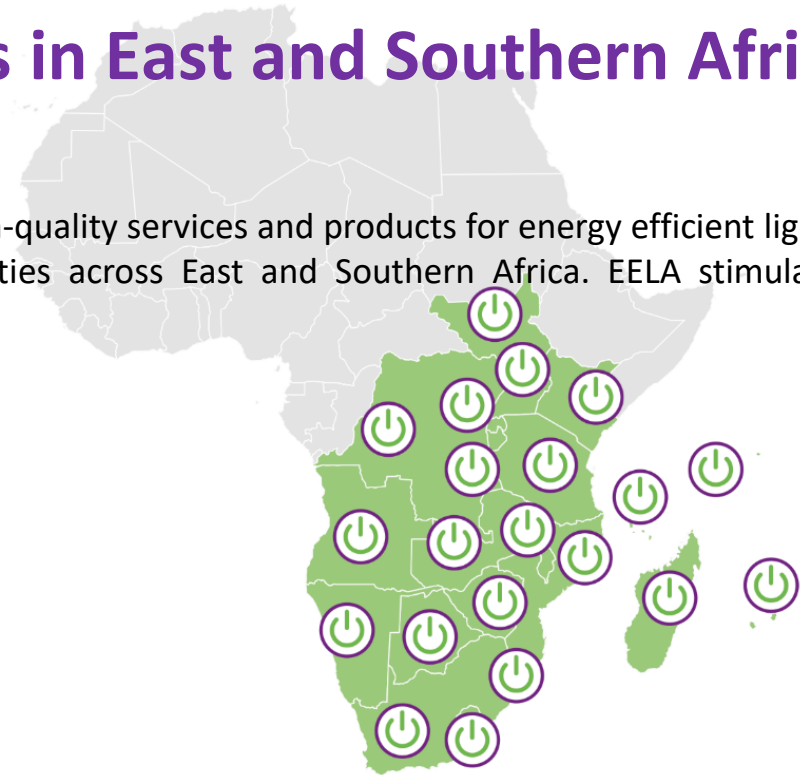 s in East and Southern Afri
-quality services and products for energy efficient lig
ties across East and Southern Africa. EELA stimula